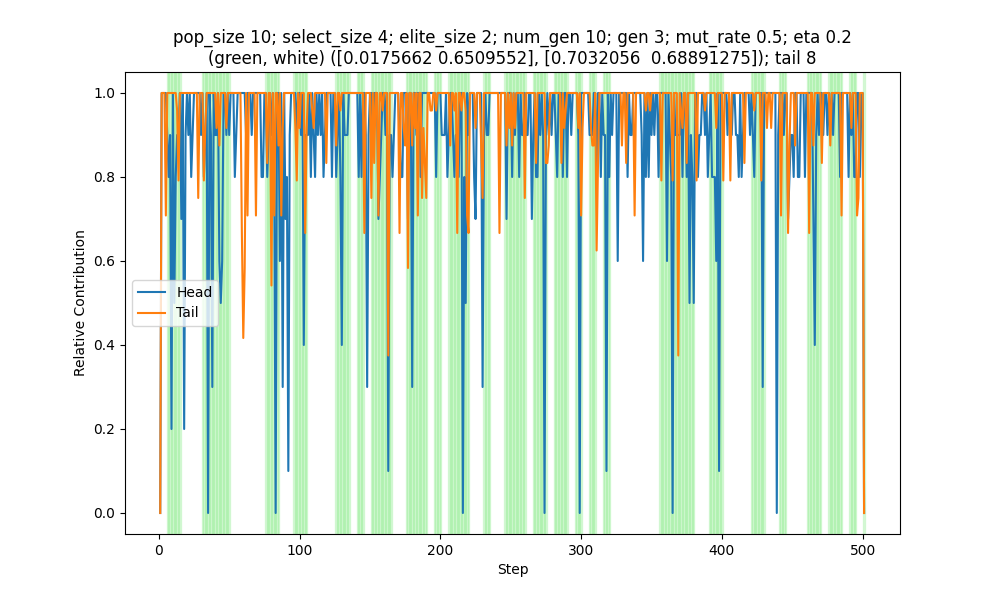 pop_size 10; select_size 4; elite_size 2; num_gen 10; gen 3; mut_rate 0.5; eta 0.2
(green, white) ([0.0175662 0.6509552], [0.7032056  0.68891275]); tail 8
1.0
0.8
0.6
0.4
0.2
0.0
Relative Contribution
Head
Tail
0
100
200
300
400
500
Step